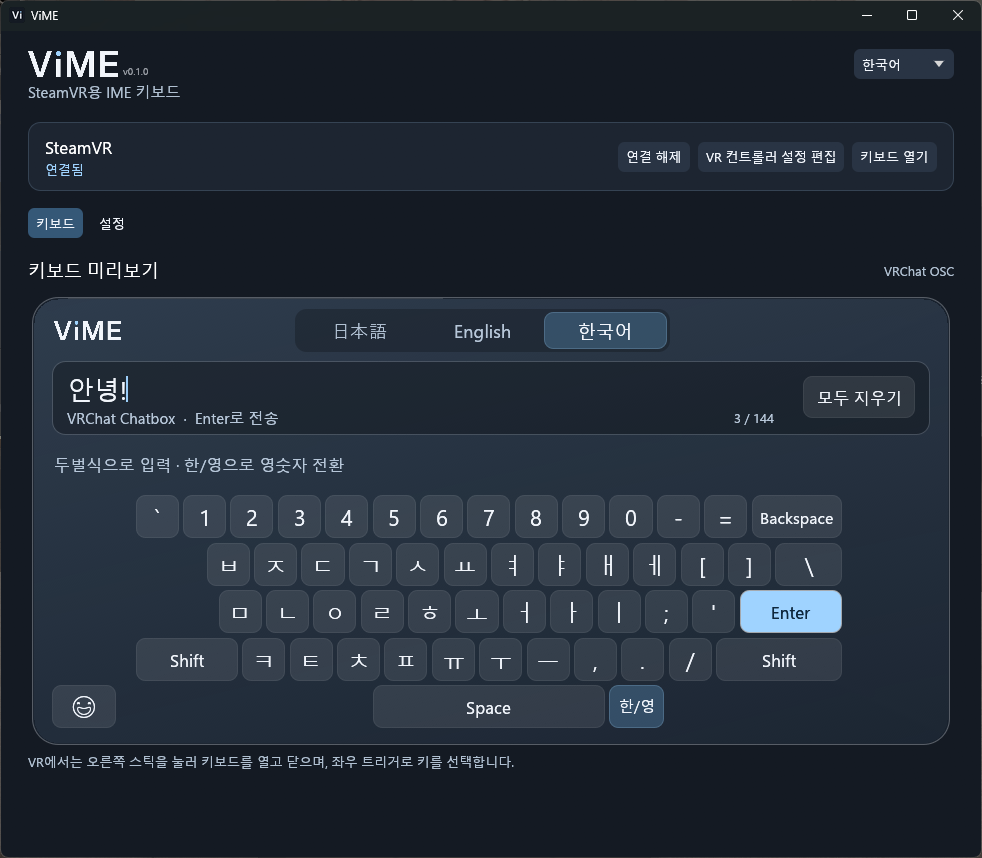 Vi ViME
ViME v0.1.0
한국어
SteamVR용 IME 키보드
SteamVR
연결됨
연결 해제
VR 컨트롤러 설정 편집
키보드 열기
키보드
설정
키보드 미리보기
VRChat OSC
ViME
日本語
English
한국어
안녕!
VRChat Chatbox · Enter로 전송
3 / 144
모두 지우기
두벌식으로 입력 · 한/영으로 영숫자 전환
` 1 2 3 4 5 6 7 8 9 0 - = Backspace
ㅂ ㅈ ㄷ ㄱ ㅅ ㅛ ㅕ ㅑ ㅐ ㅔ [ ] \
ㅁ ㄴ ㅇ ㄹ ㅎ ㅗ ㅓ ㅏ ㅣ ; ' Enter
Shift ㅋ ㅌ ㅊ ㅍ ㅠ ㅜ ㅡ , . / Shift
Space 한/영
VR에서는 오른쪽 스틱을 눌러 키보드를 열고 닫으며, 좌우 트리거로 키를 선택합니다.